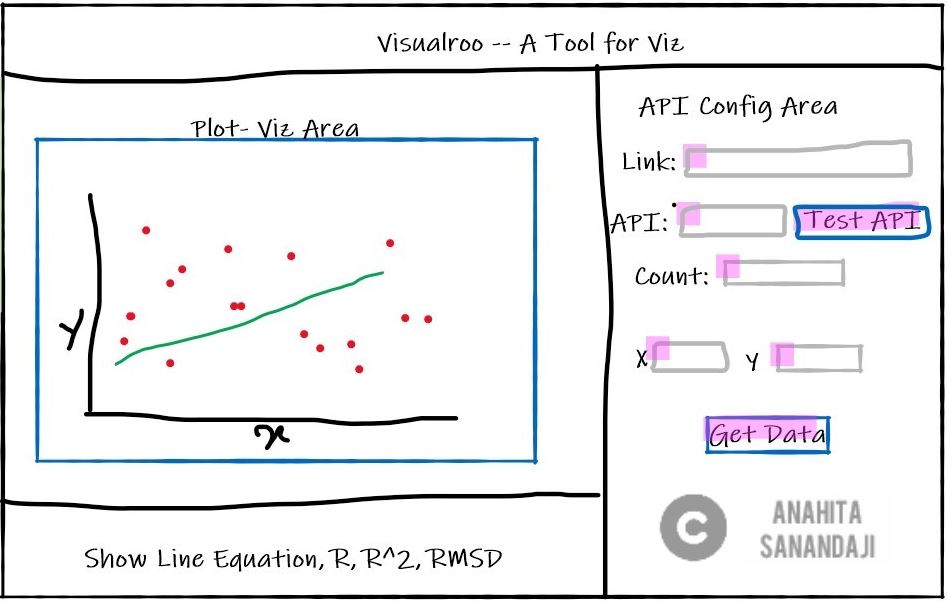 Visualroo -- A Tool for Viz
Plot- Viz Area
Y
x
Show Line Equation, R, R^2, RMSD
API Config Area
Link:
API: Test API
Count:
X Y
Get Data
C ANAHITA
SANANDAJI